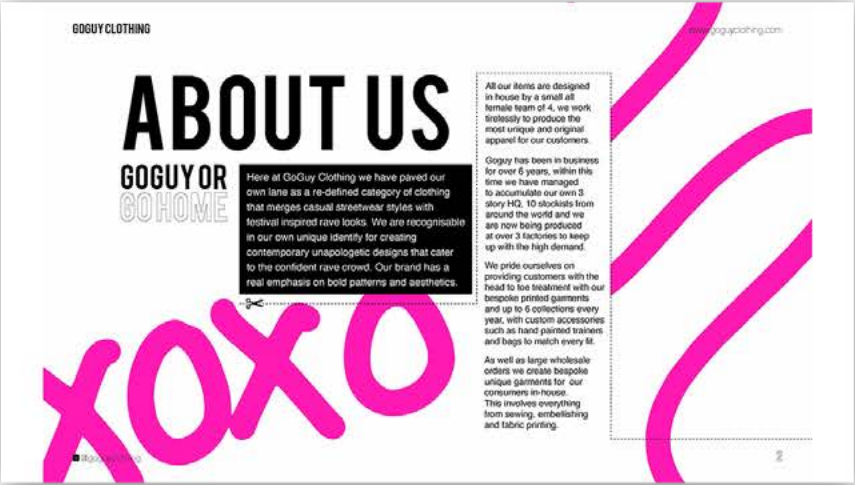 GOGUY CLOTHING
www.goguyclothing.com
ABOUT US
GOGUY OR
GO HOME
Here at GoGuy Clothing we have paved our
own lane as a re-defined category of clothing
that merges casual streetwear styles with
festival inspired rave looks. We are recognisable
in our own unique identify for creating
contemporary unapologetic designs that cater
to the confident rave crowd. Our brand has a
real emphasis on bold patterns and aesthetics.
All our items are designed
in house by a small all
female team of 4, we work
tirelessly to produce the
most unique and original
apparel for our customers.
Goguy has been in business
for over 6 years, within this
time we have managed
to accumulate our own 3
story HQ, 10 stockists from
around the world and we
are now being produced
at over 3 factories to keep
up with the high demand.
We pride ourselves on
providing customers with the
head to toe treatment with our
bespoke printed garments
and up to 6 collections every
year, with custom accessories
such as hand painted trainers
and bags to match every fit.
As well as large wholesale
orders we create bespoke
unique garments for our
consumers in-house.
This involves everything
from sewing, embellishing
and fabric printing.
XOXO
goguyclothing
2